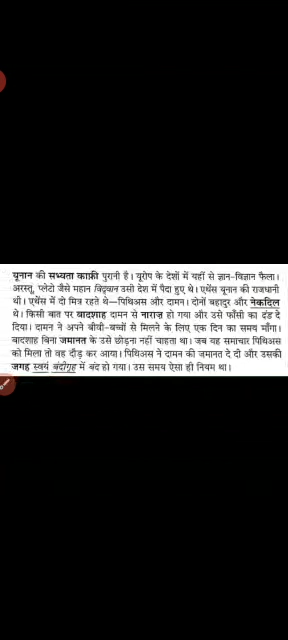 यूनान की सभ्यता काफ़ी पुरानी है। यूरोप के देशों में यहीं से ज्ञान-विज्ञान फैला।
अरस्तू, प्लेटो जैसे महान विद्वान उसी देश में पैदा हुए थे। एथेंस यूनान की राजधानी
थी। एथेंस में दो मित्र रहते थे—पिथिअस और दामन। दोनों बहादुर और नेकदिल
थे। किसी बात पर बादशाह दामन से नाराज़ हो गया और उसे फाँसी का दंड दे
दिया। दामन ने अपने बीवी-बच्चों से मिलने के लिए एक दिन का समय माँगा।
बादशाह बिना जमानत के उसे छोड़ना नहीं चाहता था। जब यह समाचार पिथिअस
को मिला तो वह दौड़ कर आया। पिथिअस ने दामन की जमानत दे दी और उसकी
जगह स्वयं बंदीगृह में बंद हो गया। उस समय ऐसा ही नियम था।